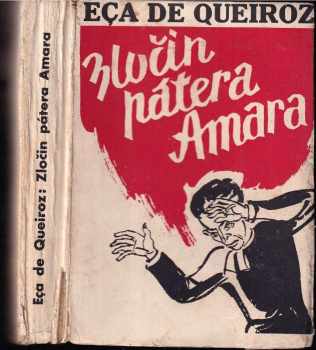 Eça de Queiroz: Zločin pátera Amara
EÇA DE QUEIROZ
zločin
pátera
Amara